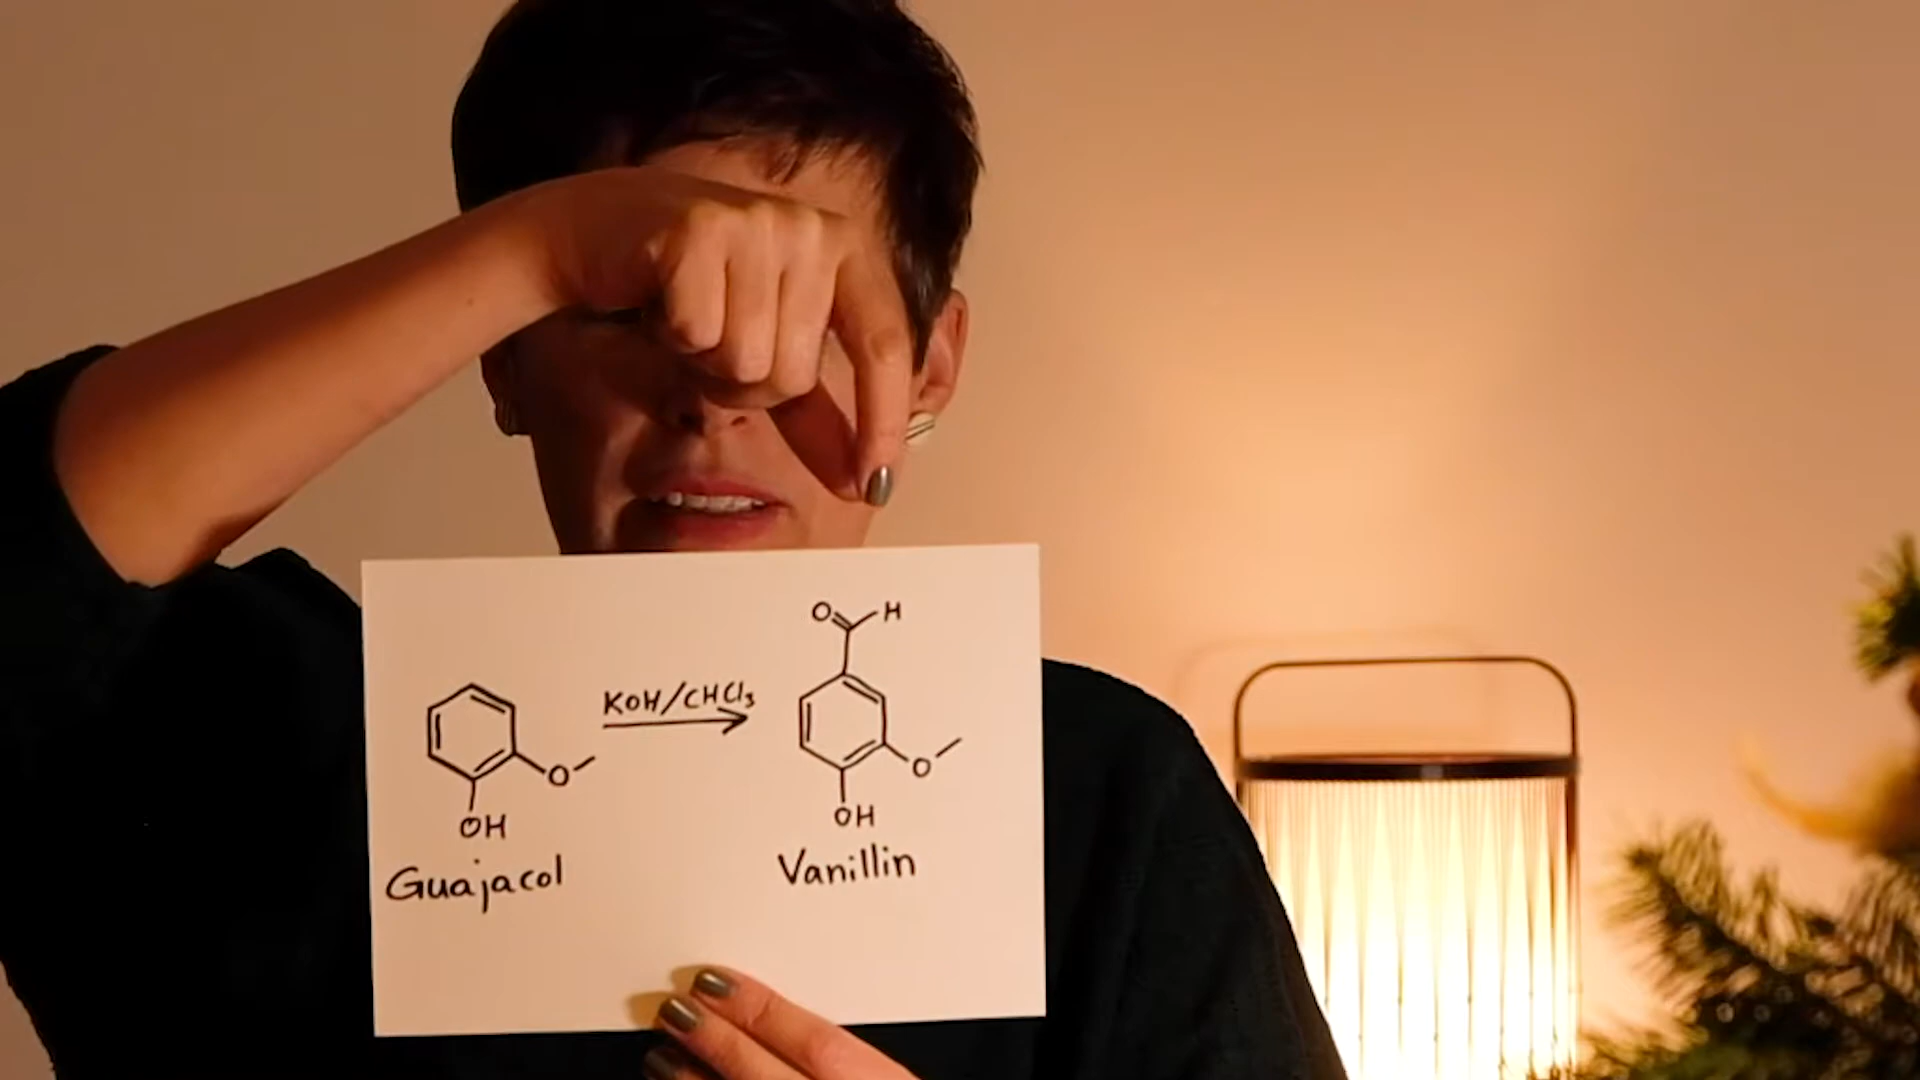 O H
KOH/CHCl₃
O
O
OH
OH
Guajacol
Vanillin